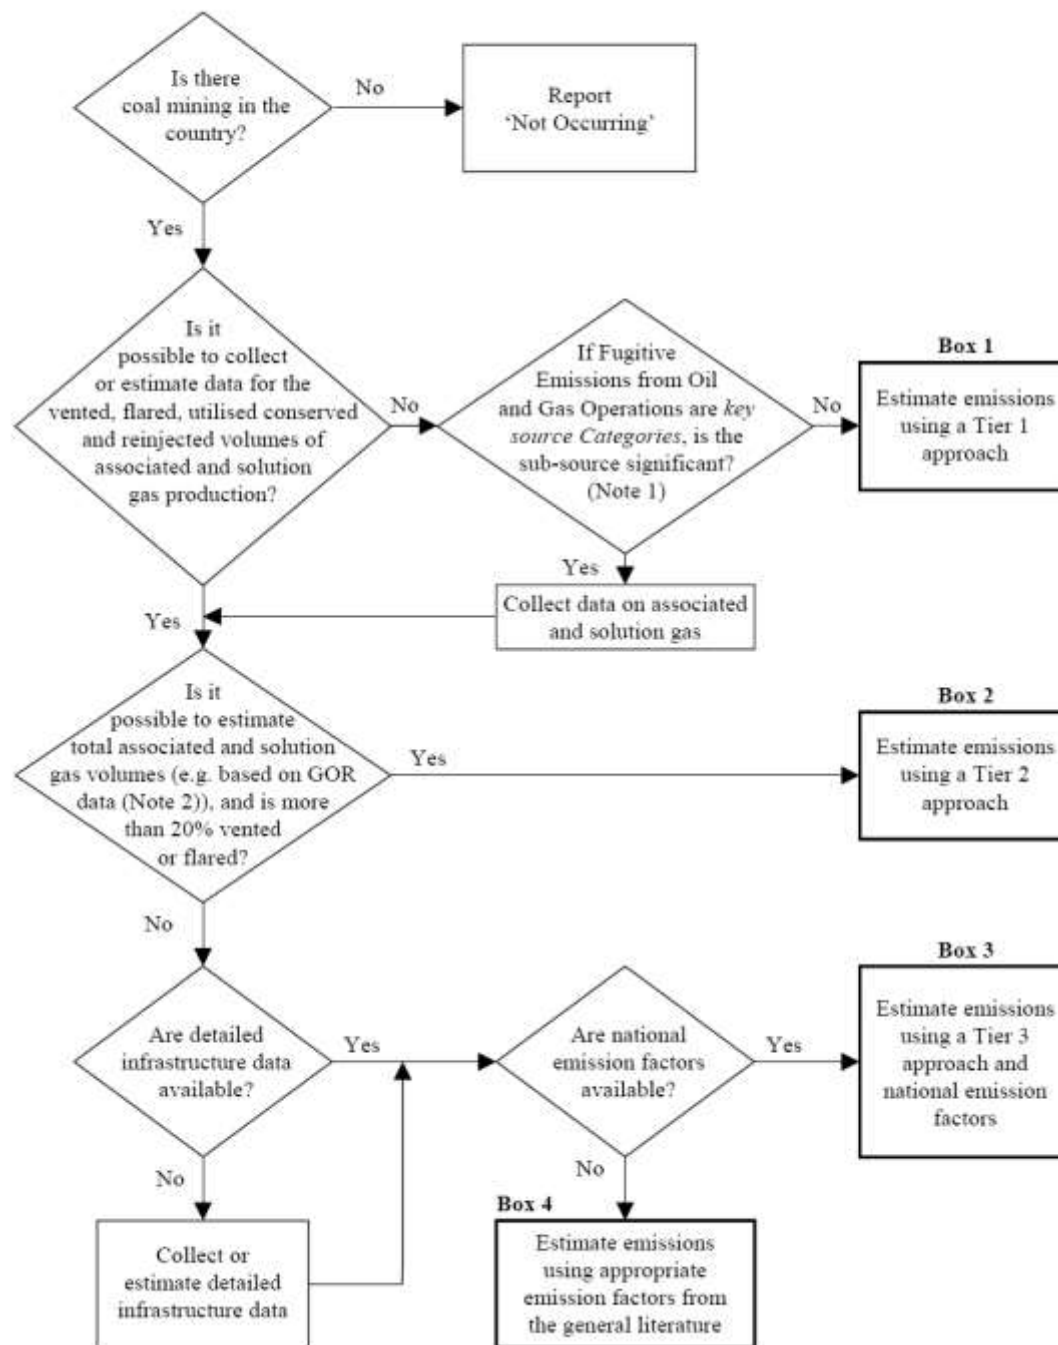 Is there
coal mining in the
country?
No
Report
‘Not Occurring’
Yes
Is it
possible to collect
or estimate data for the
vented, flared, utilised conserved
and reinjected volumes of
associated and solution
gas production?
No
If Fugitive
Emissions from Oil
and Gas Operations are key
source Categories, is the
sub-source significant?
(Note 1)
No
Box 1
Estimate emissions
using a Tier 1
approach
Yes
Collect data on associated
and solution gas
Yes
Is it
possible to estimate
total associated and solution
gas volumes (e.g. based on GOR
data (Note 2)), and is more
than 20% vented
or flared?
Yes
Box 2
Estimate emissions
using a Tier 2
approach
No
Are detailed
infrastructure data
available?
Yes
Are national
emission factors
available?
Yes
Box 3
Estimate emissions
using a Tier 3
approach and
national emission
factors
No
Collect or
estimate detailed
infrastructure data
No
Box 4
Estimate emissions
using appropriate
emission factors from
the general literature